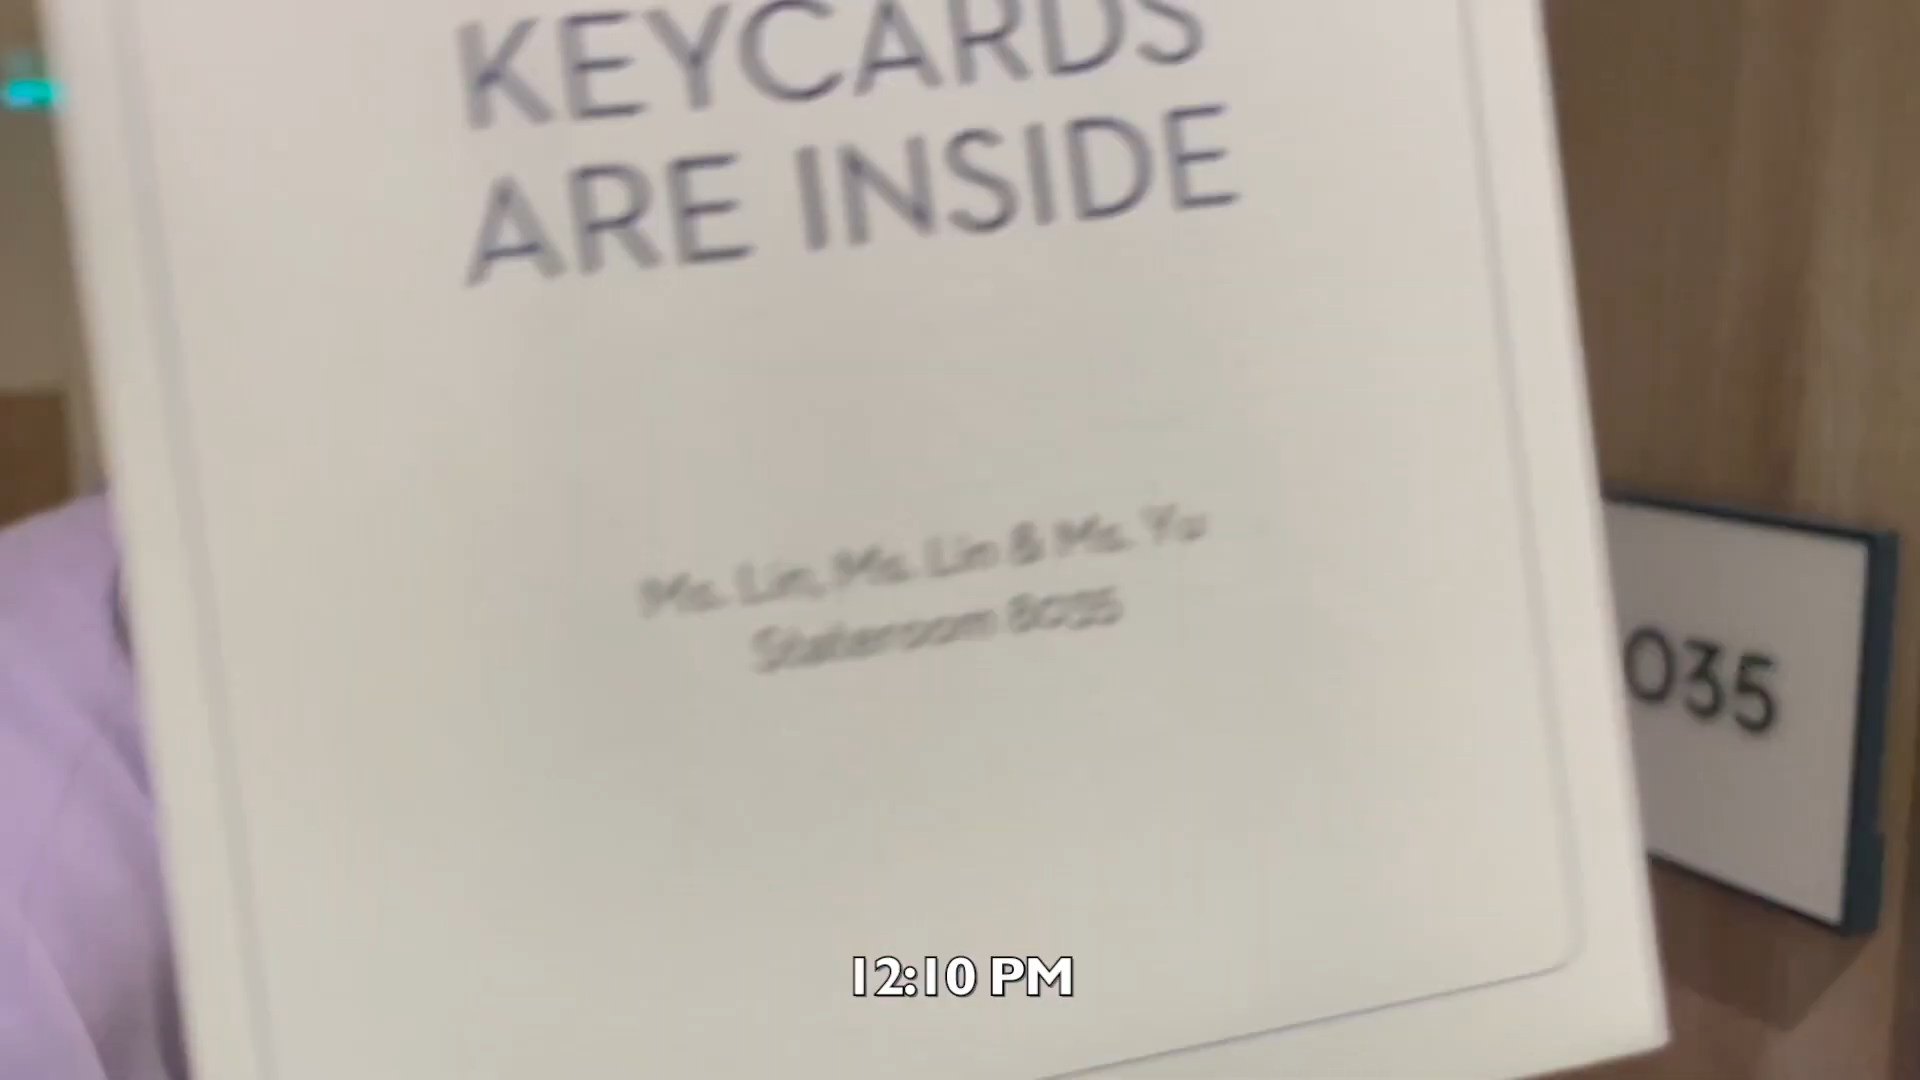 KEYCARDS
ARE INSIDE
Ms. Lin, Ms. Lin & Ms. Yu
Stateroom 8035
035
12:10 PM